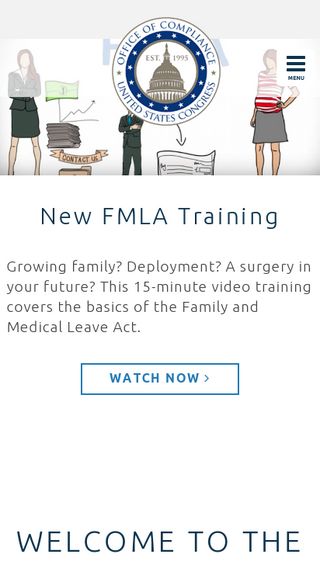 FMLA
OFFICE OF COMPLIANCE
EST. 1995
UNITED STATES CONGRESS
MENU
CONTACT US
New FMLA Training
Growing family? Deployment? A surgery in
your future? This 15-minute video training
covers the basics of the Family and
Medical Leave Act.
WATCH NOW >
WELCOME TO THE